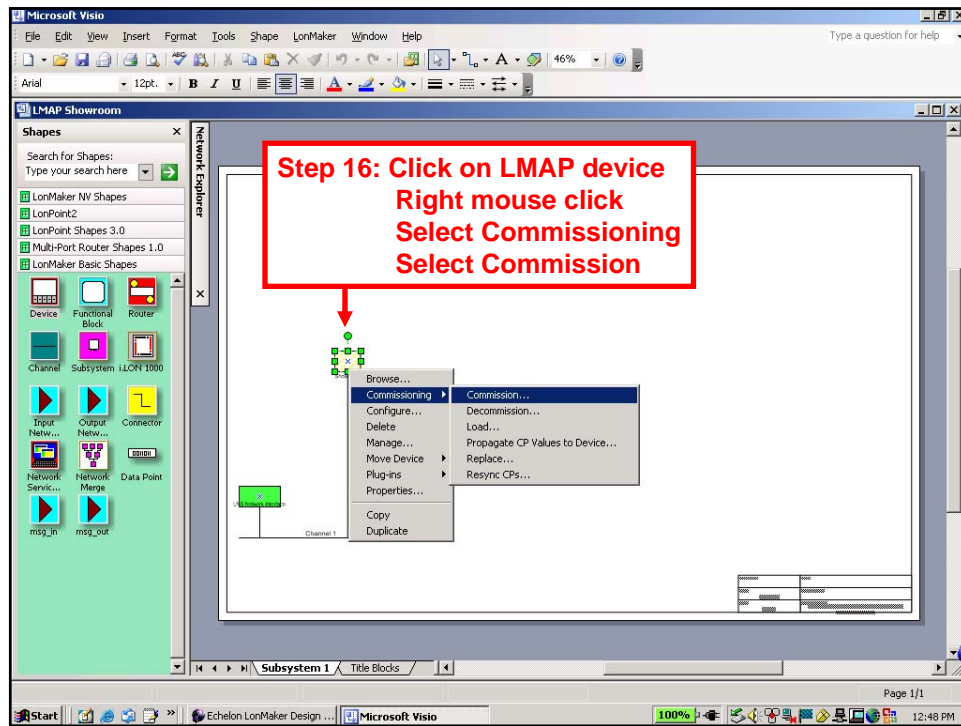 Microsoft Visio
File Edit View Insert Format Tools Shape LonMaker Window Help
Type a question for help
46%
Arial 12pt. B I U A A
LMAP Showroom
Shapes
Network Explorer
Search for Shapes:
Type your search here
LonMaker NV Shapes
LonPoint2
LonPoint Shapes 3.0
Multi-Port Router Shapes 1.0
LonMaker Basic Shapes
Device
Functional Block
Router
Channel
Subsystem
i.LON 1000
Input Netw...
Output Netw...
Connector
Network Servic...
Network Merge
Data Point
msg_in
msg_out
Step 16: Click on LMAP device
Right mouse click
Select Commissioning
Select Commission
Browse...
Commissioning
Configure...
Delete
Manage...
Move Device
Plug-ins
Properties...
Copy
Duplicate
Commission...
Decommission...
Load...
Propagate CP Values to Device...
Replace...
Resync CPs...
LNS Network Interface
Channel 1
Subsystem 1
Title Blocks
Page 1/1
Start
Echelon LonMaker Design ...
Microsoft Visio
100%
12:48 PM